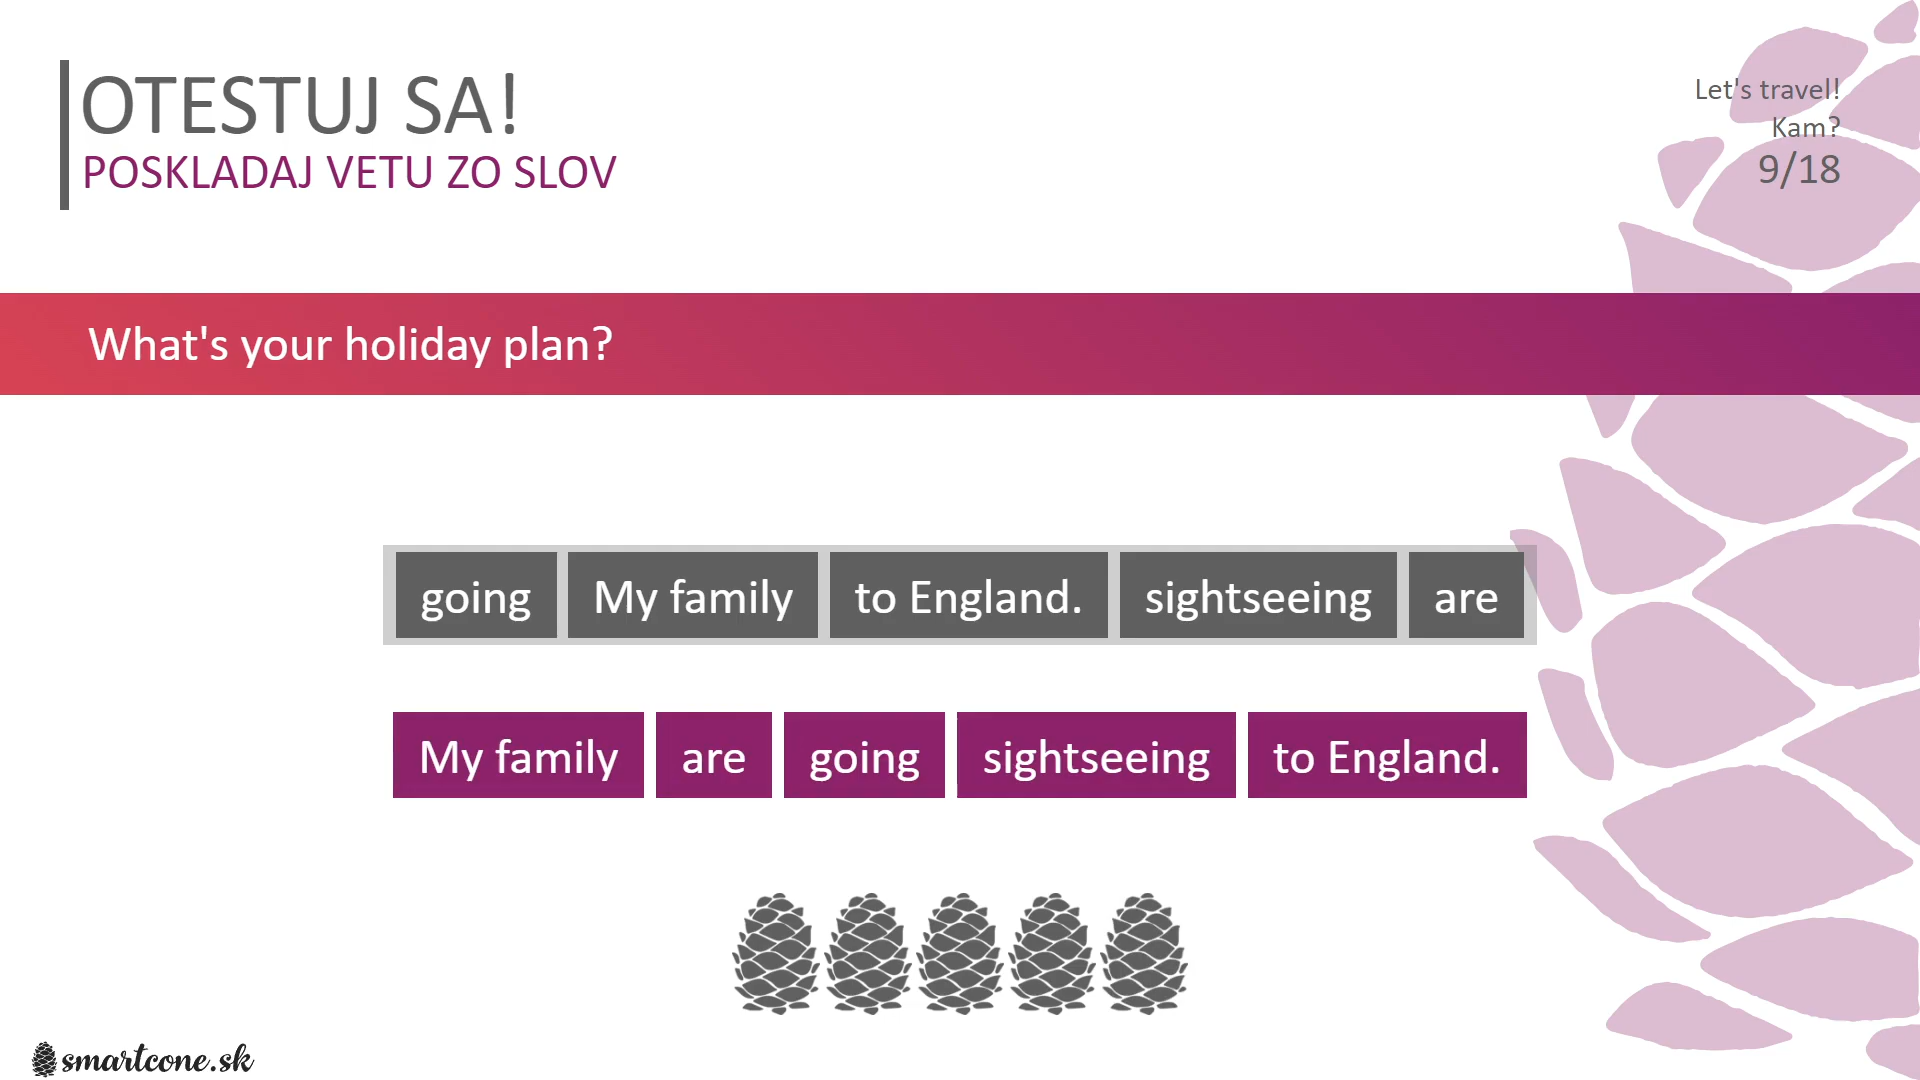 OTESTUJ SA!
POSKLADAJ VETU ZO SLOV
Let's travel!
Kam?
9/18
What's your holiday plan?
going My family to England. sightseeing are
My family are going sightseeing to England.
smartcone.sk